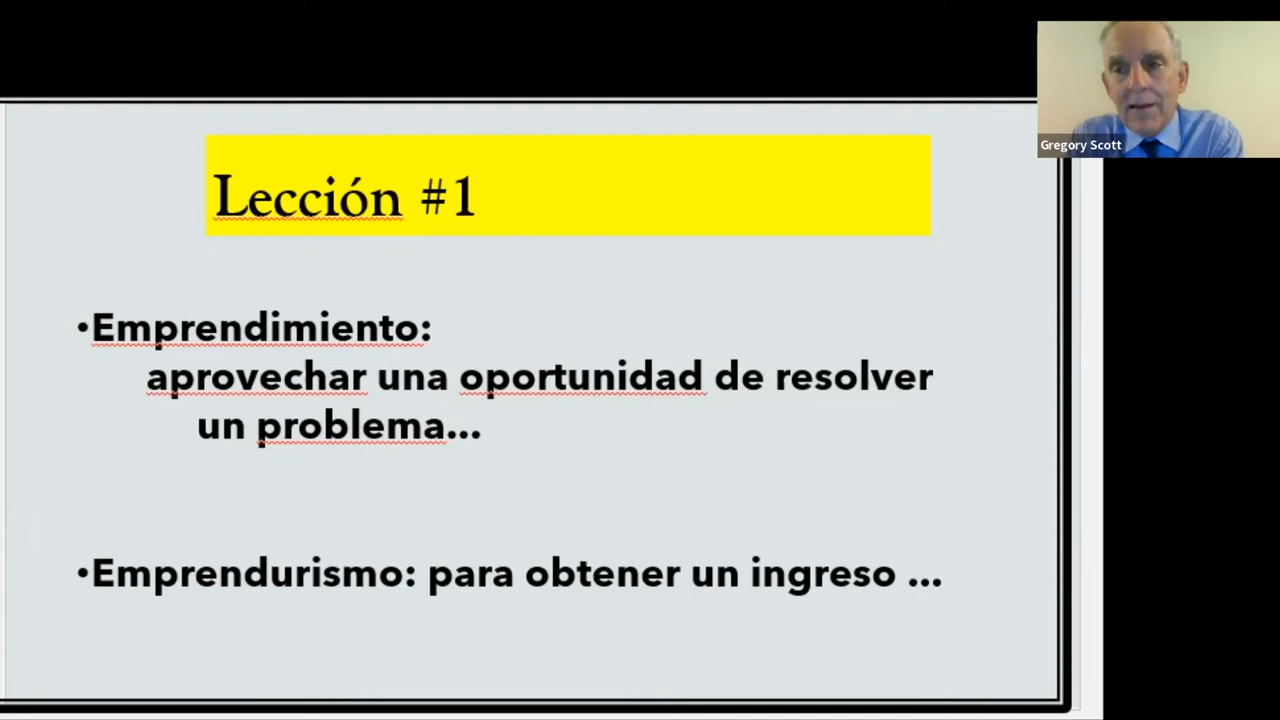 Gregory Scott
Lección #1
•Emprendimiento:
aprovechar una oportunidad de resolver
un problema...
•Emprendurismo: para obtener un ingreso ...